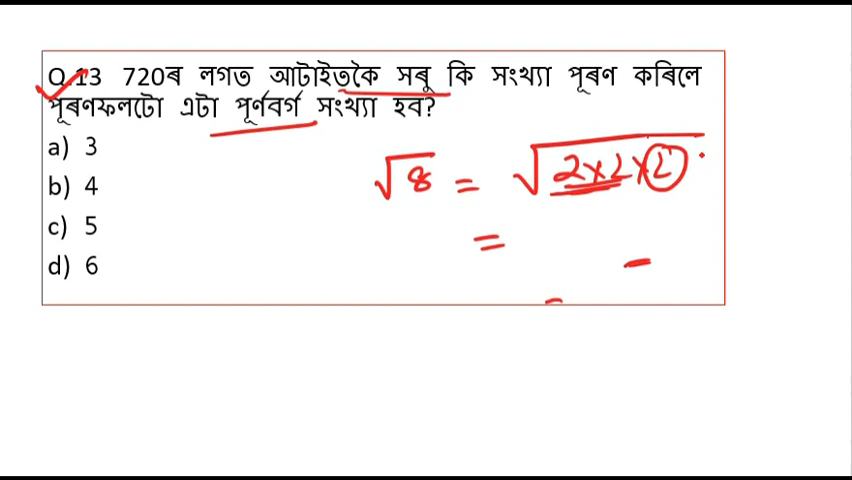 Q.13 720ৰ লগত আটাইতকৈ সৰু কি সংখ্যা পূৰণ কৰিলে
পূৰণফলটো এটা পূৰ্ণবৰ্গ সংখ্যা হব?
a) 3
b) 4
c) 5
d) 6
√8 = √2×2×2
=